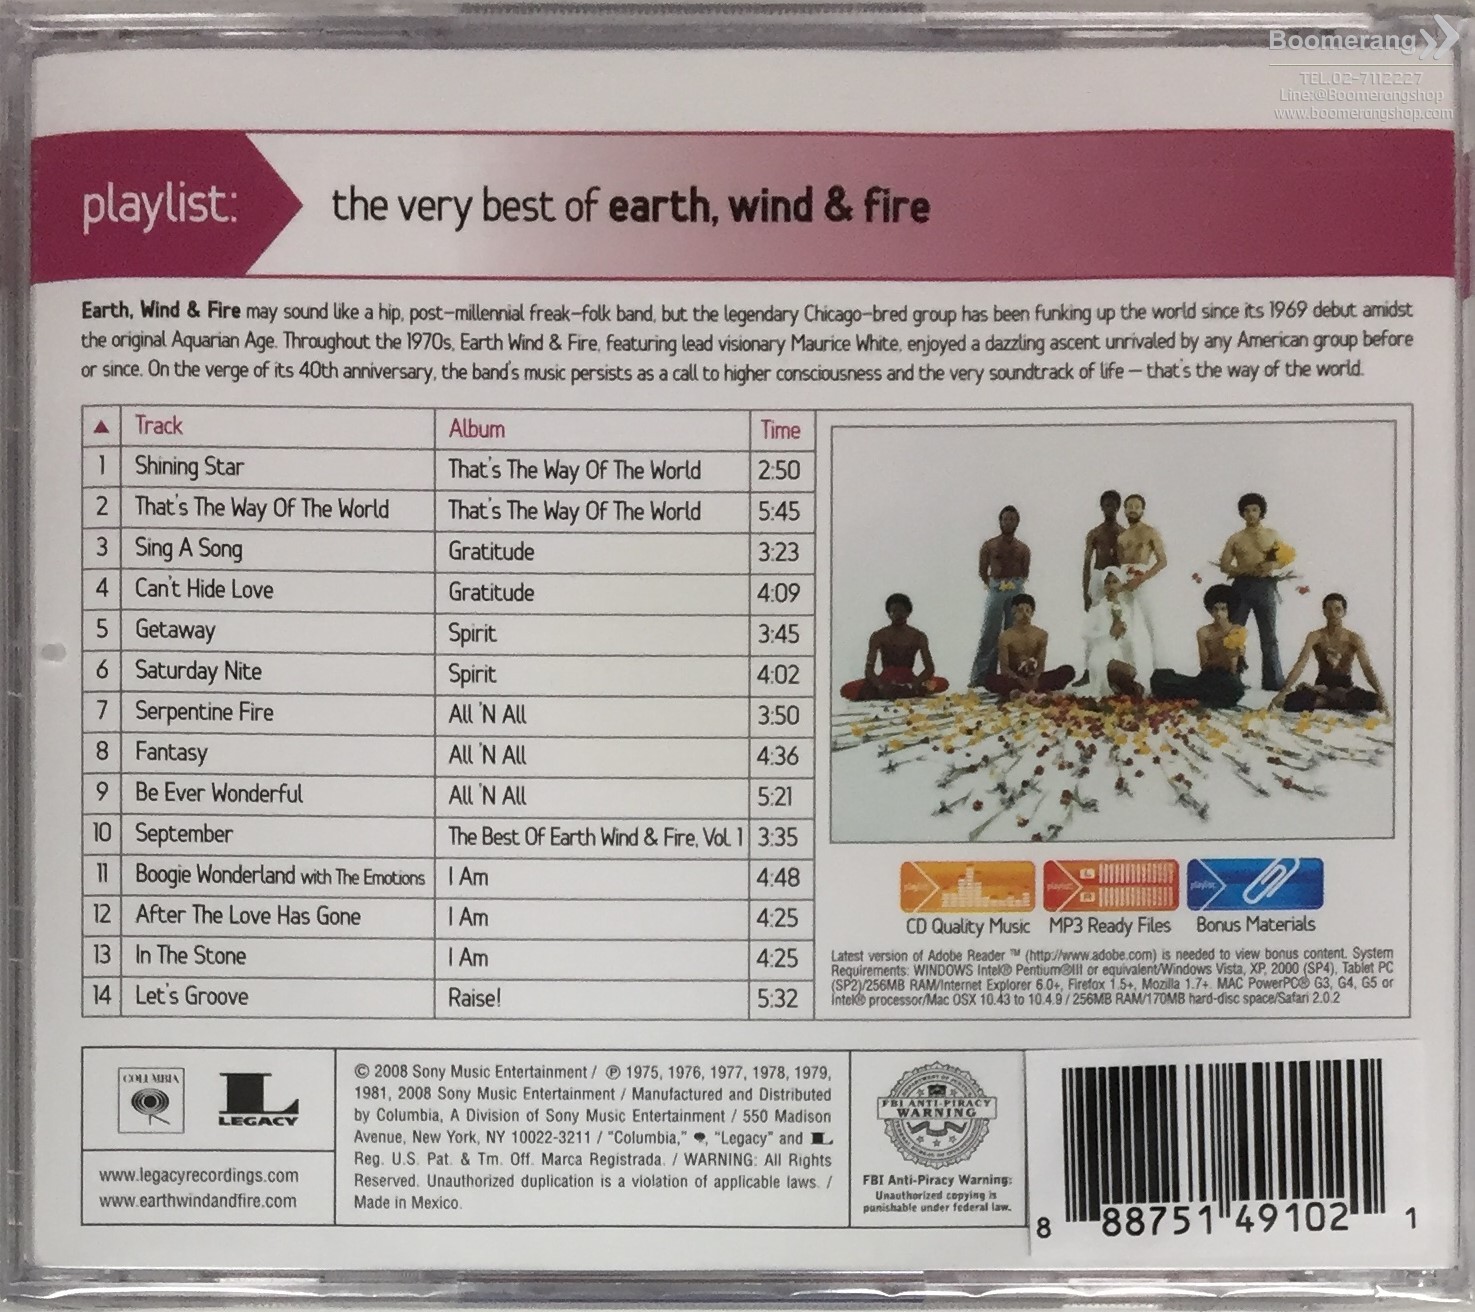 Boomerang
TEL.02-7112227
Line:@Boomerangshop
www.boomerangshop.com
playlist:
the very best of earth, wind & fire
Earth, Wind & Fire may sound like a hip, post-millennial freak-folk band, but the legendary Chicago-bred group has been funking up the world since its 1969 debut amidst
the original Aquarian Age. Throughout the 1970s, Earth Wind & Fire, featuring lead visionary Maurice White, enjoyed a dazzling ascent unrivaled by any American group before
or since. On the verge of its 40th anniversary, the band's music persists as a call to higher consciousness and the very soundtrack of life – that's the way of the world.
▲ Track Album Time
1 Shining Star That's The Way Of The World 2:50
2 That's The Way Of The World That's The Way Of The World 5:45
3 Sing A Song Gratitude 3:23
4 Can't Hide Love Gratitude 4:09
5 Getaway Spirit 3:45
6 Saturday Nite Spirit 4:02
7 Serpentine Fire All 'N All 3:50
8 Fantasy All 'N All 4:36
9 Be Ever Wonderful All 'N All 5:21
10 September The Best Of Earth Wind & Fire, Vol. 1 3:35
11 Boogie Wonderland with The Emotions I Am 4:48
12 After The Love Has Gone I Am 4:25
13 In The Stone I Am 4:25
14 Let's Groove Raise! 5:32
playlist: playlist: L R playlist:
CD Quality Music MP3 Ready Files Bonus Materials
Latest version of Adobe Reader ™ (http://www.adobe.com) is needed to view bonus content. System
Requirements: WINDOWS Intel® Pentium®III or equivalent/Windows Vista, XP, 2000 (SP4), Tablet PC
(SP2)/256MB RAM/Internet Explorer 6.0+, Firefox 1.5+, Mozilla 1.7+. MAC PowerPC® G3, G4, G5 or
Intel® processor/Mac OSX 10.43 to 10.4.9 / 256MB RAM/170MB hard-disc space/Safari 2.0.2
COLUMBIA
L
LEGACY
www.legacyrecordings.com
www.earthwindandfire.com
© 2008 Sony Music Entertainment / ℗ 1975, 1976, 1977, 1978, 1979,
1981, 2008 Sony Music Entertainment / Manufactured and Distributed
by Columbia, A Division of Sony Music Entertainment / 550 Madison
Avenue, New York, NY 10022-3211 / "Columbia," , "Legacy" and L
Reg. U.S. Pat. & Tm. Off. Marca Registrada. / WARNING: All Rights
Reserved. Unauthorized duplication is a violation of applicable laws. /
Made in Mexico.
FBI ANTI-PIRACY
WARNING
FBI Anti-Piracy Warning:
Unauthorized copying is
punishable under federal law.
8 88751 49102 1